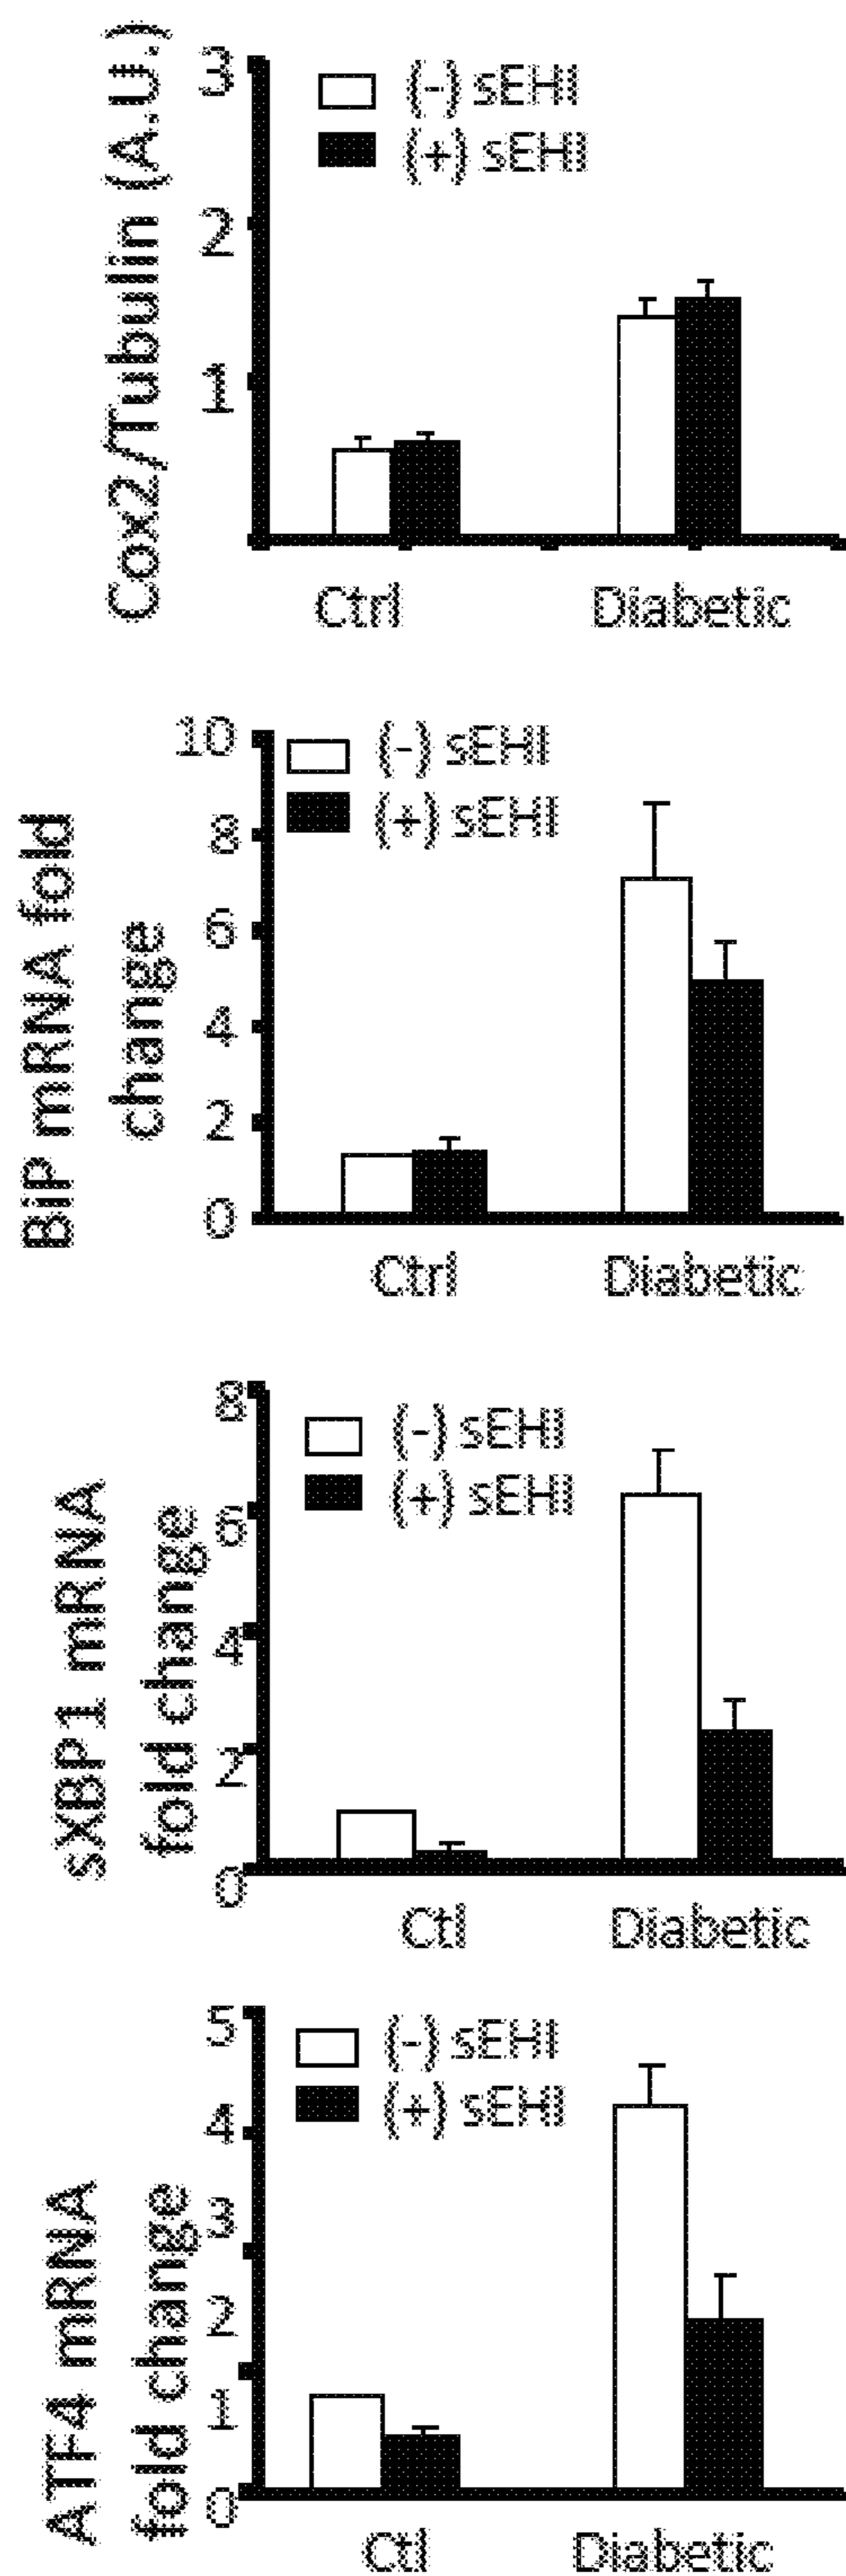 Cox2/Tubulin (A.U.)
3
2
1
(-) sEHI
(+) sEHI
Ctrl
Diabetic
BiP mRNA fold
change
10
8
6
4
2
0
(-) sEHI
(+) sEHI
Ctrl
Diabetic
sXBP1 mRNA
fold change
8
6
4
2
0
(-) sEHI
(+) sEHI
Ctl
Diabetic
ATF4 mRNA
fold change
5
4
3
2
1
0
(-) sEHI
(+) sEHI
Ctl
Diabetic